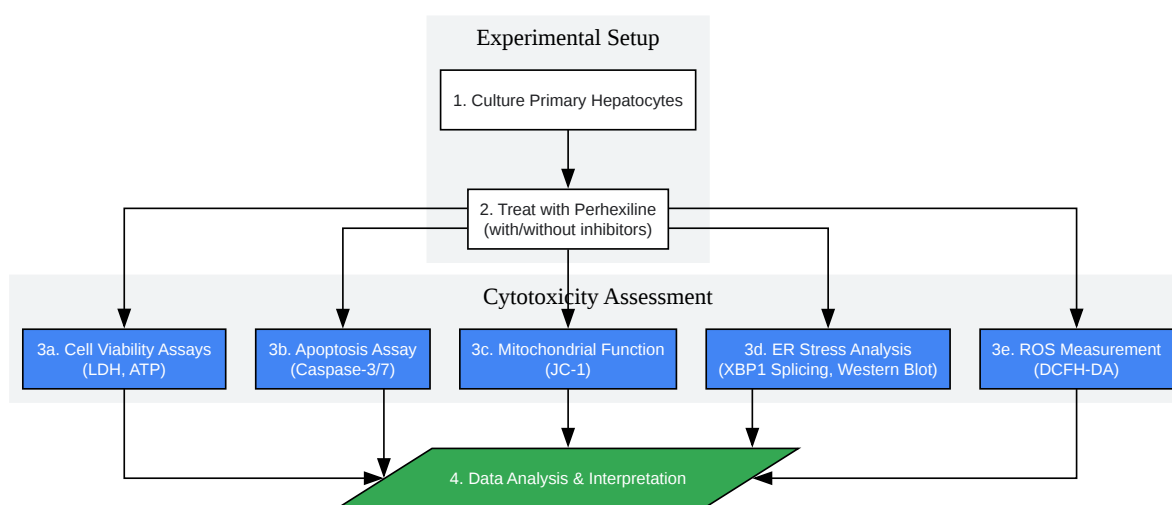 Experimental Setup
1. Culture Primary Hepatocytes
2. Treat with Perhexiline
(with/without inhibitors)
Cytotoxicity Assessment
3a. Cell Viability Assays
(LDH, ATP)
3b. Apoptosis Assay
(Caspase-3/7)
3c. Mitochondrial Function
(JC-1)
3d. ER Stress Analysis
(XBP1 Splicing, Western Blot)
3e. ROS Measurement
(DCFH-DA)
4. Data Analysis & Interpretation